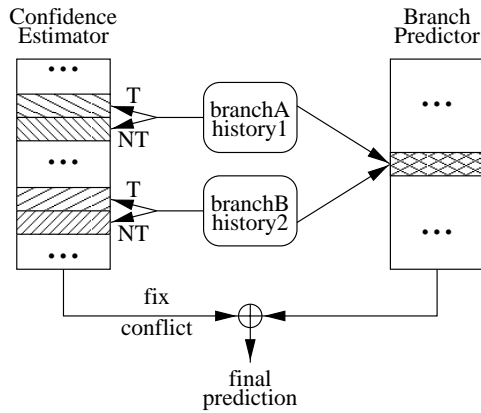 Confidence
Estimator
Branch
Predictor
•••
T
NT
•••
T
NT
•••
branchA
history1
branchB
history2
•••
•••
fix
conflict
final
prediction